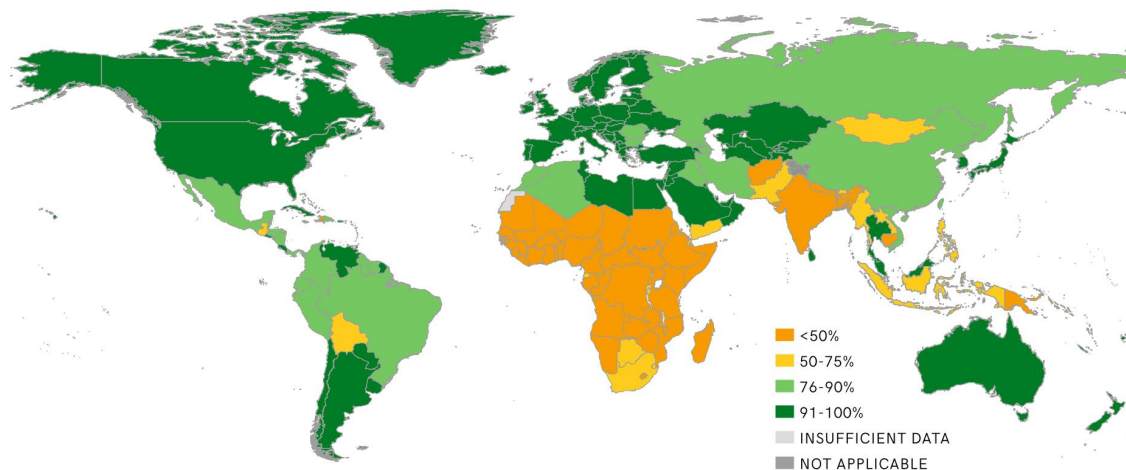 <50%
50-75%
76-90%
91-100%
INSUFFICIENT DATA
NOT APPLICABLE